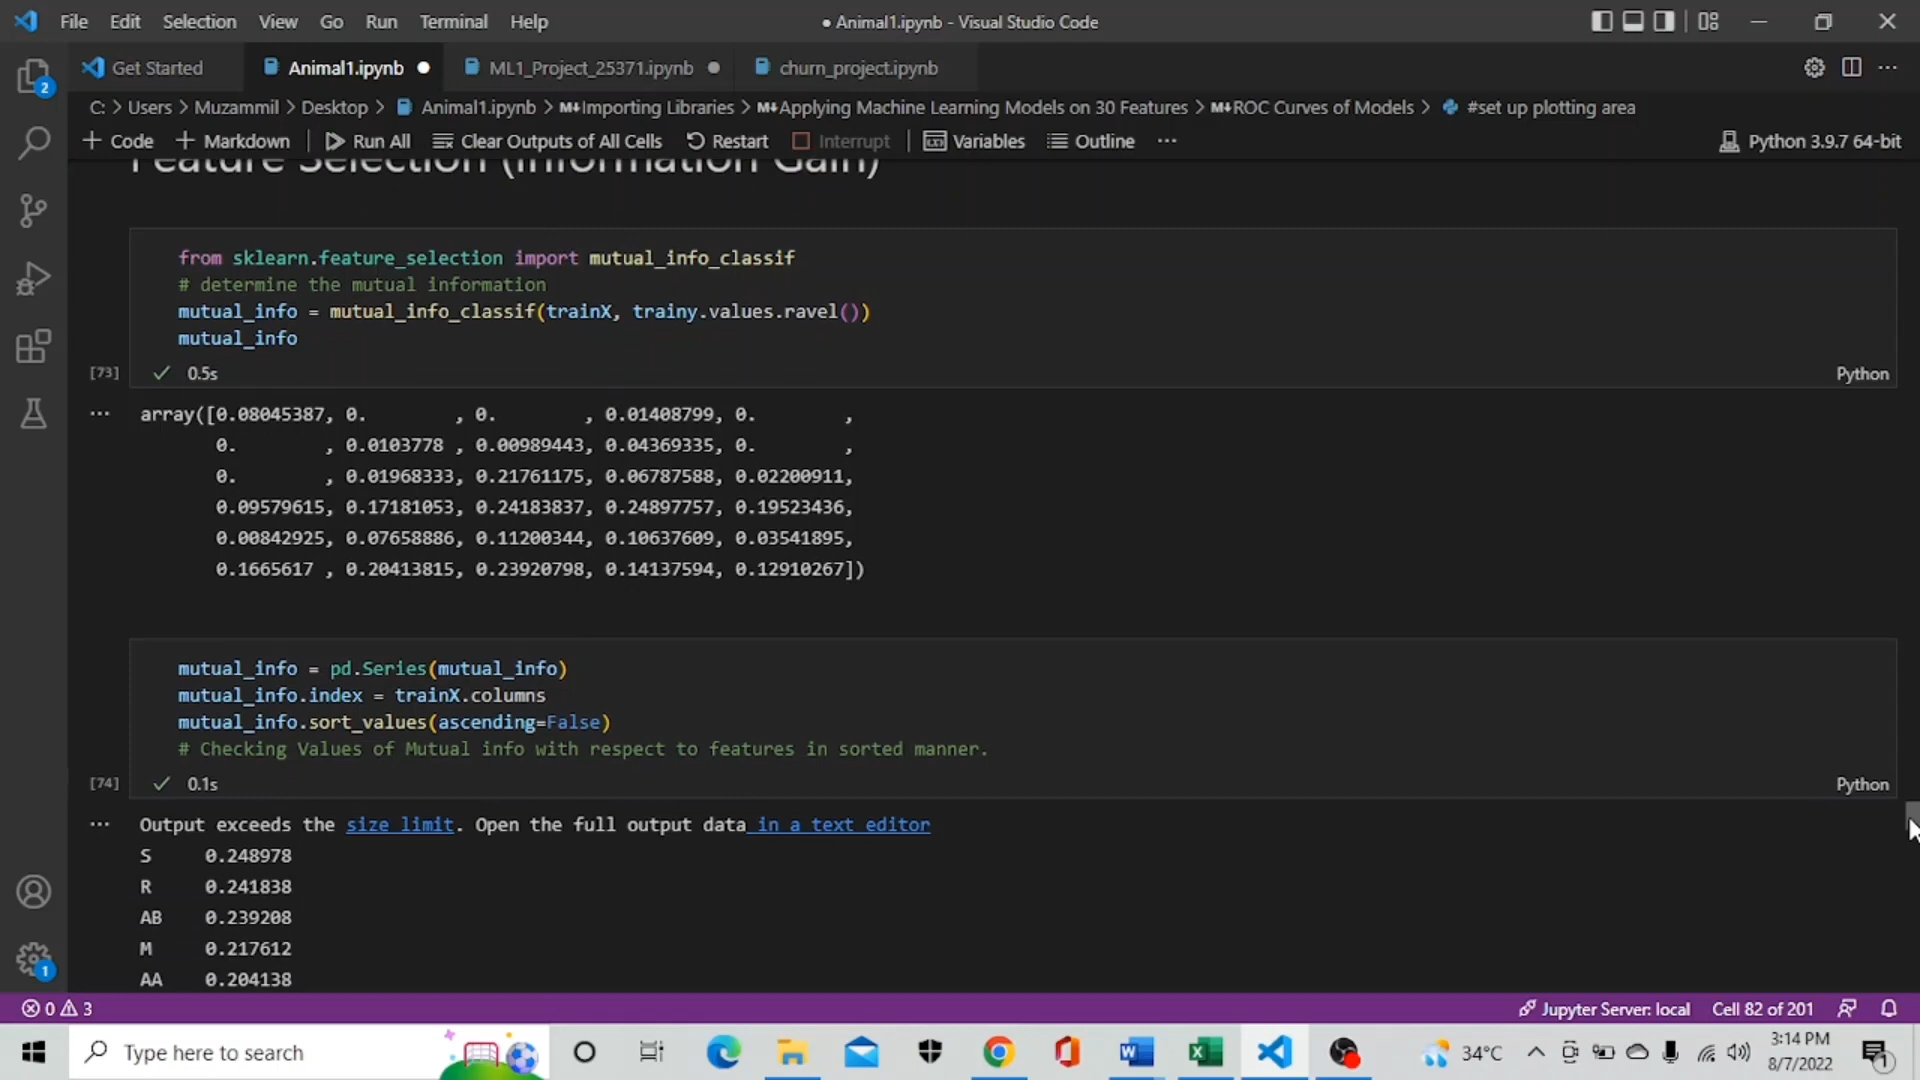 File Edit Selection View Go Run Terminal Help
● Animal1.ipynb - Visual Studio Code
Get Started Animal1.ipynb ML1_Project_25371.ipynb churn_project.ipynb
C: > Users > Muzammil > Desktop > Animal1.ipynb > M↓Importing Libraries > M↓Applying Machine Learning Models on 30 Features > M↓ROC Curves of Models > #set up plotting area
+ Code + Markdown Run All Clear Outputs of All Cells Restart Interrupt Variables Outline ··· Python 3.9.7 64-bit
Feature Selection (Information Gain)
from sklearn.feature_selection import mutual_info_classif
# determine the mutual information
mutual_info = mutual_info_classif(trainX, trainy.values.ravel())
mutual_info
[73] ✓ 0.5s Python
array([0.08045387, 0. , 0. , 0.01408799, 0. ,
0. , 0.0103778 , 0.00989443, 0.04369335, 0. ,
0. , 0.01968333, 0.21761175, 0.06787588, 0.02200911,
0.09579615, 0.17181053, 0.24183837, 0.24897757, 0.19523436,
0.00842925, 0.07658886, 0.11200344, 0.10637609, 0.03541895,
0.1665617 , 0.20413815, 0.23920798, 0.14137594, 0.12910267])
mutual_info = pd.Series(mutual_info)
mutual_info.index = trainX.columns
mutual_info.sort_values(ascending=False)
# Checking Values of Mutual info with respect to features in sorted manner.
[74] ✓ 0.1s Python
Output exceeds the size limit. Open the full output data in a text editor
S 0.248978
R 0.241838
AB 0.239208
M 0.217612
AA 0.204138
2
1
0 3 Jupyter Server: local Cell 82 of 201
Type here to search 34°C 3:14 PM
8/7/2022
1